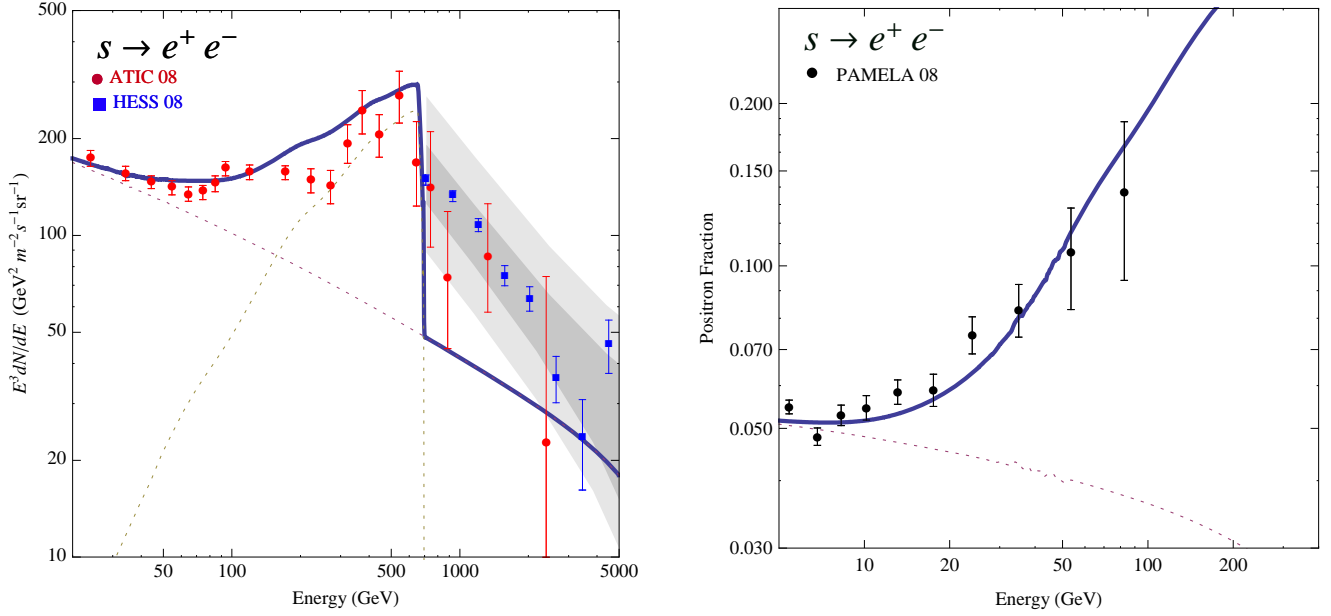 s → e⁺ e⁻
ATIC 08
HESS 08
500
200
100
50
20
10
50
100
500
1000
5000
E³ dN/dE (GeV² m⁻² s⁻¹ sr⁻¹)
Energy (GeV)
s → e⁺ e⁻
PAMELA 08
0.200
0.150
0.100
0.070
0.050
0.030
10
20
50
100
200
Positron Fraction
Energy (GeV)